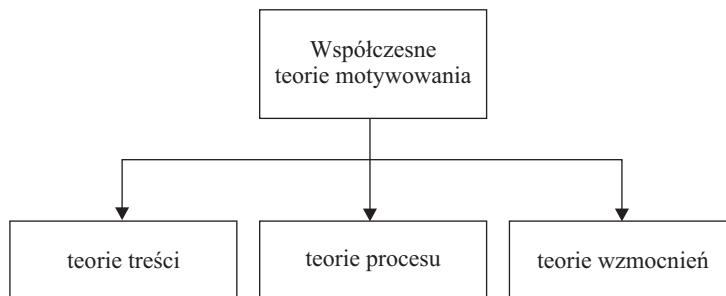 Współczesne
teorie motywowania
teorie treści
teorie procesu
teorie wzmocnień